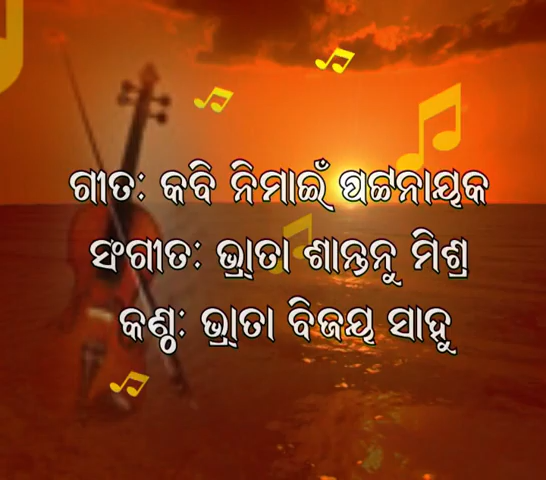 ଗୀତ: କବି ନିମାଇଁ ପଟ୍ଟନାୟକ
ସଂଗୀତ: ଭ୍ରାତା ଶାନ୍ତନୁ ମିଶ୍ର
କଣ୍ଠ: ଭ୍ରାତା ବିଜୟ ସାହୁ